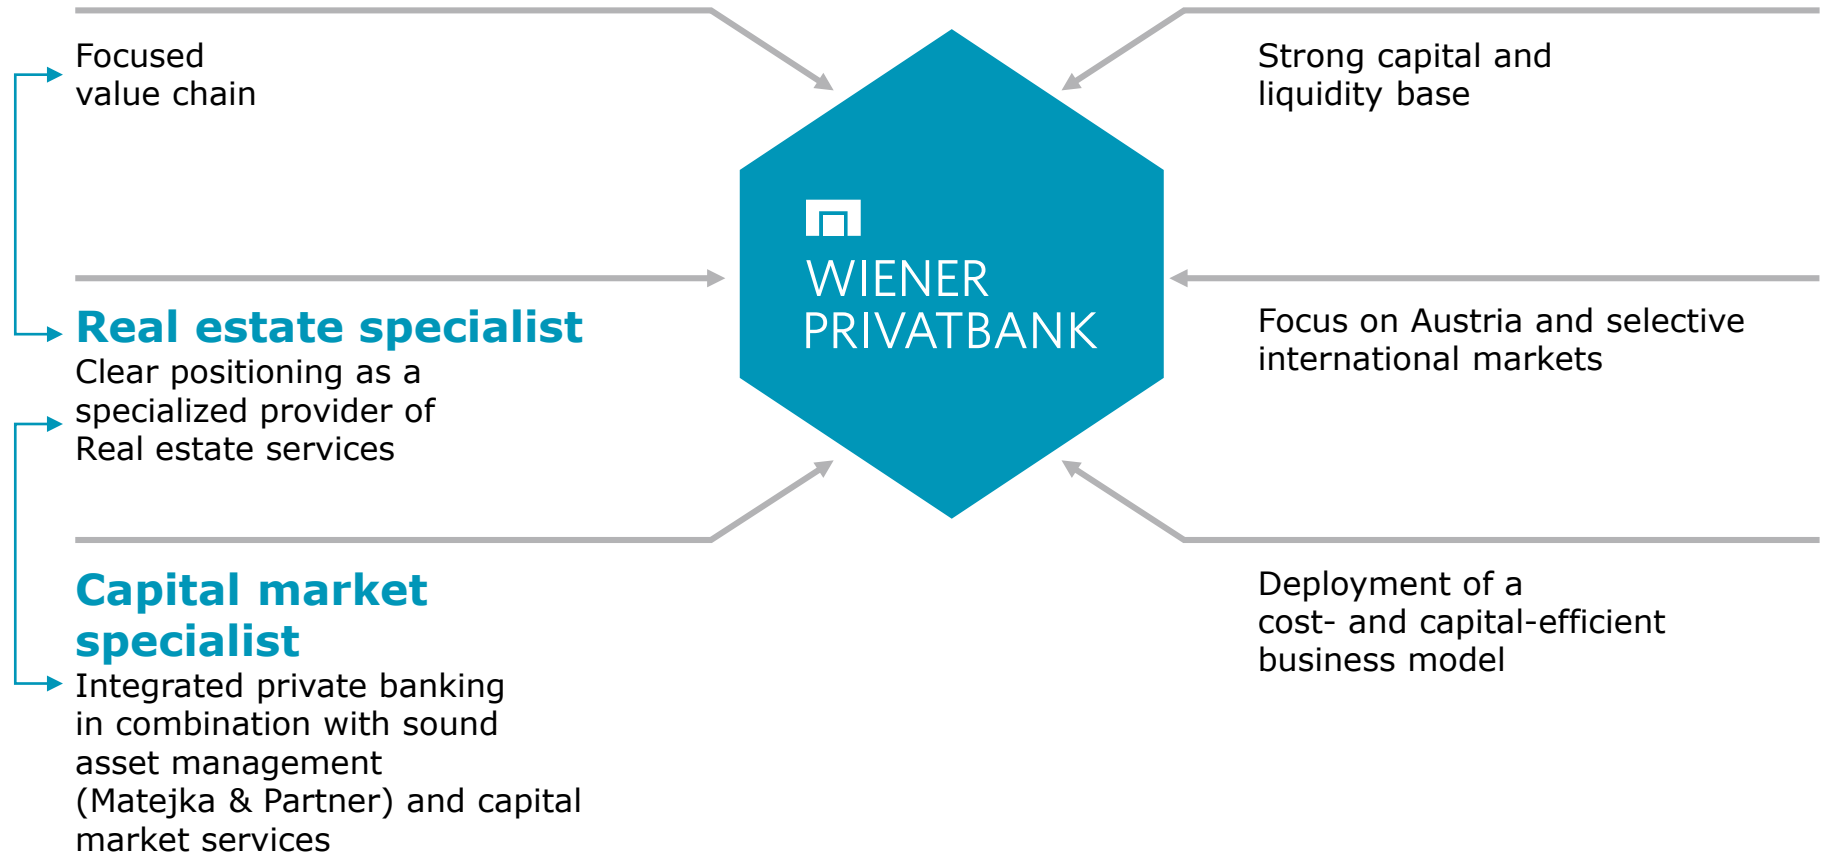 Focused
value chain
Real estate specialist
Clear positioning as a
specialized provider of
Real estate services
Capital market
specialist
Integrated private banking
in combination with sound
asset management
(Matejka & Partner) and capital
market services
WIENER
PRIVATBANK
Strong capital and
liquidity base
Focus on Austria and selective
international markets
Deployment of a
cost- and capital-efficient
business model